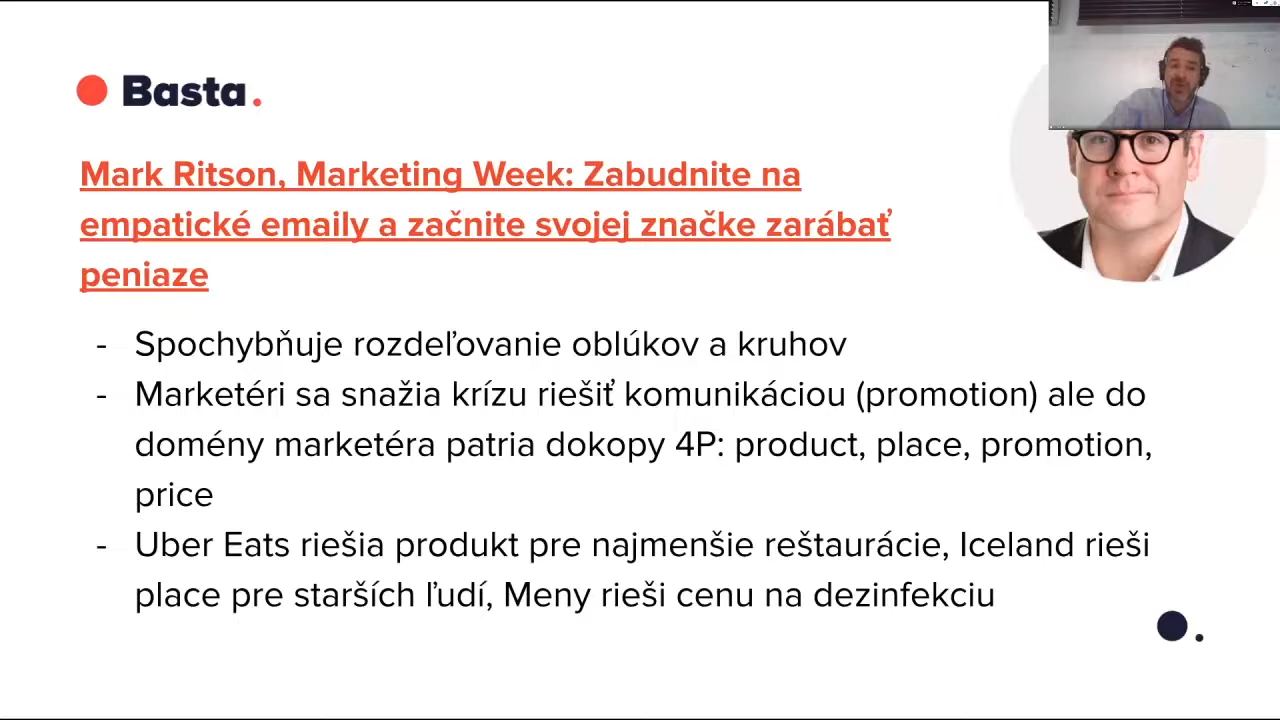 Basta.
Mark Ritson, Marketing Week: Zabudnite na
empatické emaily a začnite svojej značke zarábať
peniaze
- Spochybňuje rozdeľovanie oblúkov a kruhov
- Marketéri sa snažia krízu riešiť komunikáciou (promotion) ale do
domény marketéra patria dokopy 4P: product, place, promotion,
price
- Uber Eats riešia produkt pre najmenšie reštaurácie, Iceland rieši
place pre starších ľudí, Meny rieši cenu na dezinfekciu